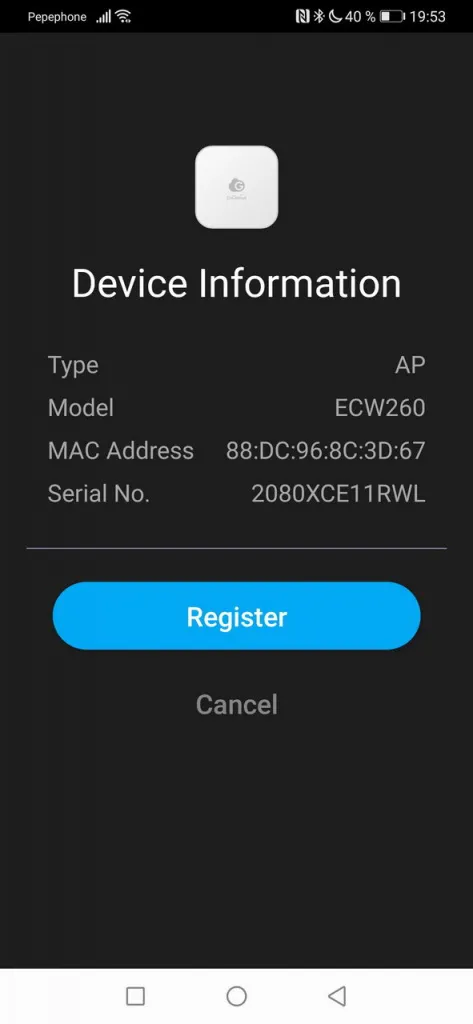 Pepephone 40 % 19:53
Device Information
Type AP
Model ECW260
MAC Address 88:DC:96:8C:3D:67
Serial No. 2080XCE11RWL
Register
Cancel